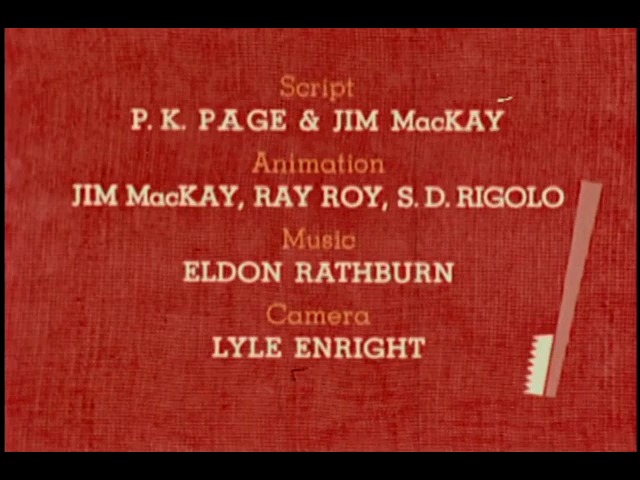 Script
P. K. PAGE & JIM MacKAY
Animation
JIM MacKAY, RAY ROY, S. D. RIGOLO
Music
ELDON RATHBURN
Camera
LYLE ENRIGHT